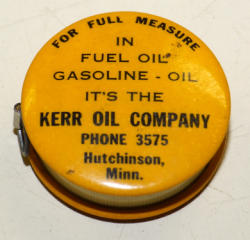 FOR FULL MEASURE
IN
FUEL OIL
GASOLINE - OIL
IT'S THE
KERR OIL COMPANY
PHONE 3575
Hutchinson,
Minn.